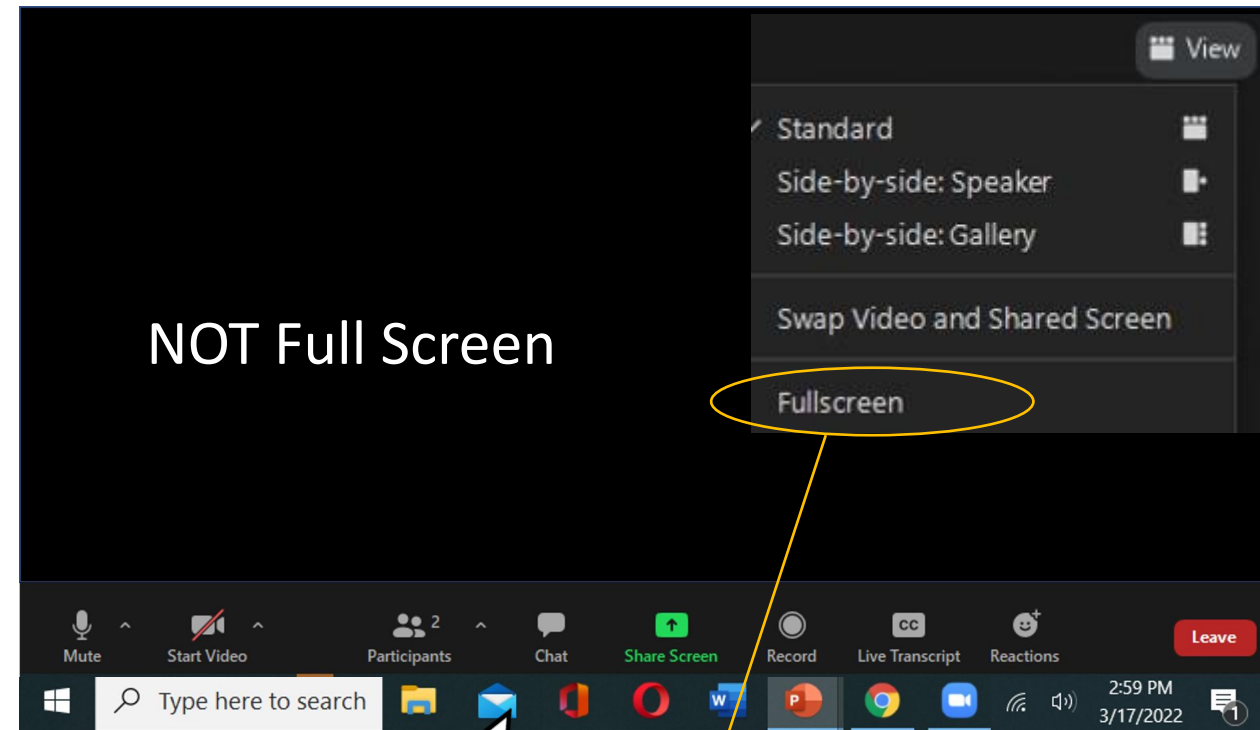 View
Standard
Side-by-side: Speaker
Side-by-side: Gallery
Swap Video and Shared Screen
NOT Full Screen
Fullscreen
2
CC
Mute
Start Video
Participants
Chat
Share Screen
Record
Live Transcript
Reactions
Leave
Type here to search
W
P
2:59 PM
3/17/2022
1